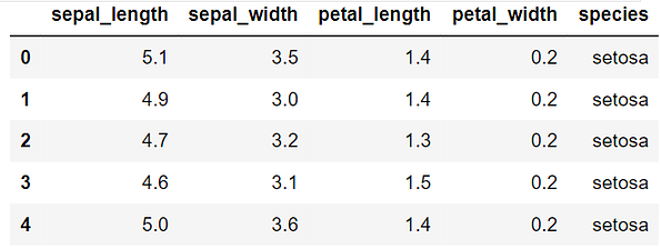 sepal_length sepal_width petal_length petal_width species
0 5.1 3.5 1.4 0.2 setosa
1 4.9 3.0 1.4 0.2 setosa
2 4.7 3.2 1.3 0.2 setosa
3 4.6 3.1 1.5 0.2 setosa
4 5.0 3.6 1.4 0.2 setosa